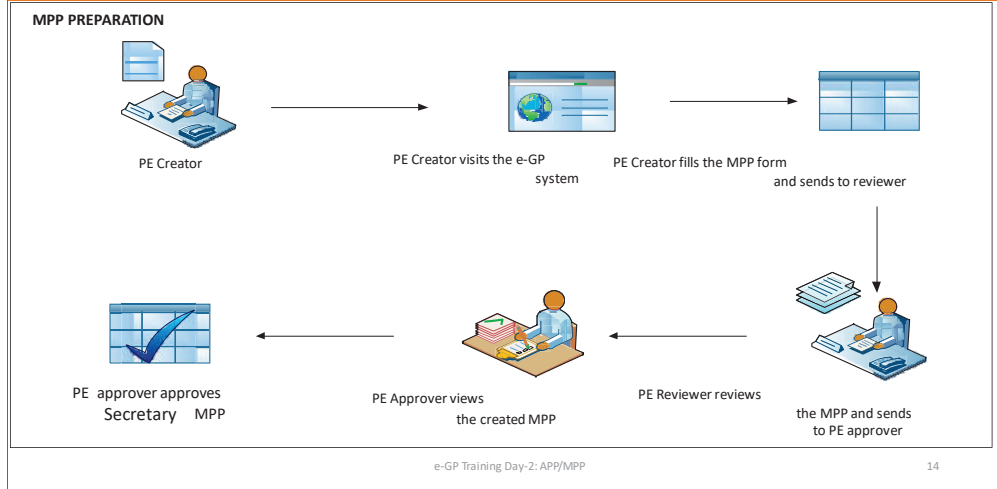 MPP PREPARATION
PE Creator
PE Creator visits the e-GP
system
PE Creator fills the MPP form
and sends to reviewer
PE approver approves
Secretary MPP
PE Approver views
the created MPP
PE Reviewer reviews
the MPP and sends
to PE approver
e-GP Training Day-2: APP/MPP
14